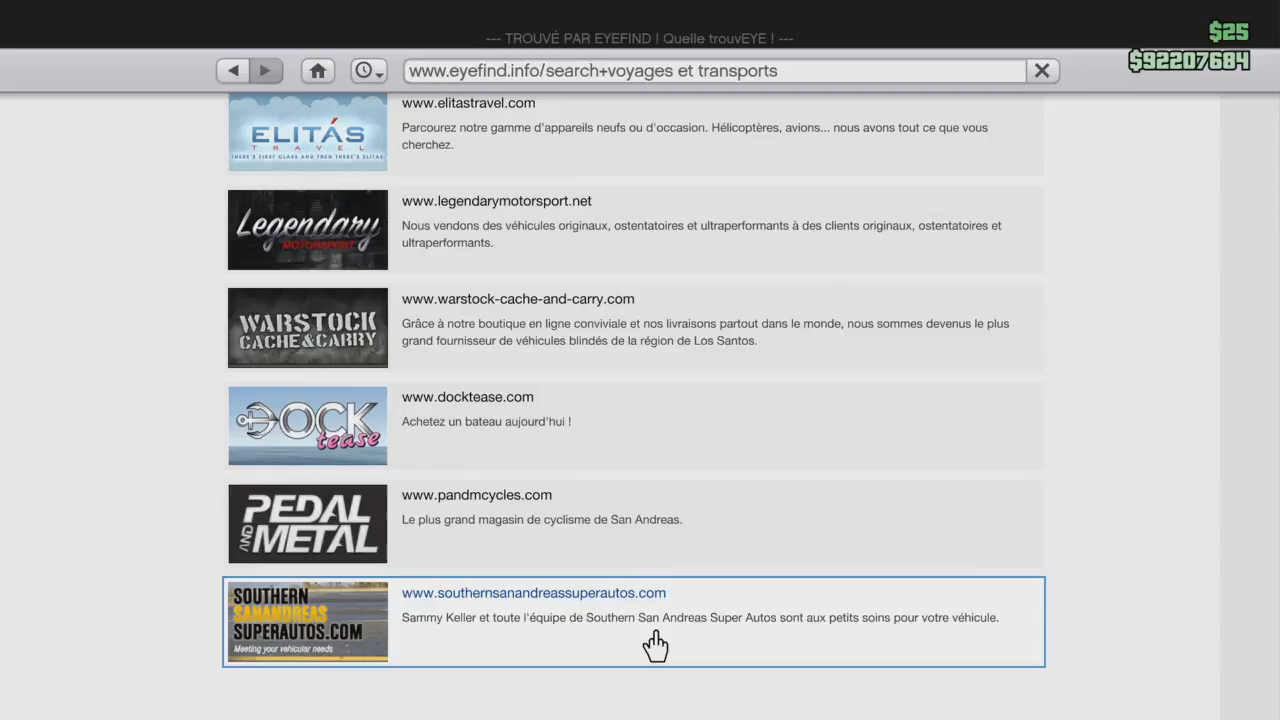 --- TROUVÉ PAR EYEFIND ! Quelle trouvEYE ! ---
$25
$92207684
www.eyefind.info/search+voyages et transports
ELITÁS
TRAVEL
THERE'S FIRST CLASS AND THEN THERE'S ELITAS.
www.elitastravel.com
Parcourez notre gamme d'appareils neufs ou d'occasion. Hélicoptères, avions... nous avons tout ce que vous
cherchez.
Legendary
MOTORSPORT
www.legendarymotorsport.net
Nous vendons des véhicules originaux, ostentatoires et ultraperformants à des clients originaux, ostentatoires et
ultraperformants.
WARSTOCK
CACHE&CARRY
www.warstock-cache-and-carry.com
Grâce à notre boutique en ligne conviviale et nos livraisons partout dans le monde, nous sommes devenus le plus
grand fournisseur de véhicules blindés de la région de Los Santos.
DOCK
tease
www.docktease.com
Achetez un bateau aujourd'hui !
PEDAL
AND METAL
www.pandmcycles.com
Le plus grand magasin de cyclisme de San Andreas.
SOUTHERN
SANANDREAS
SUPERAUTOS.COM
Meeting your vehicular needs
www.southernsanandreassuperautos.com
Sammy Keller et toute l'équipe de Southern San Andreas Super Autos sont aux petits soins pour votre véhicule.